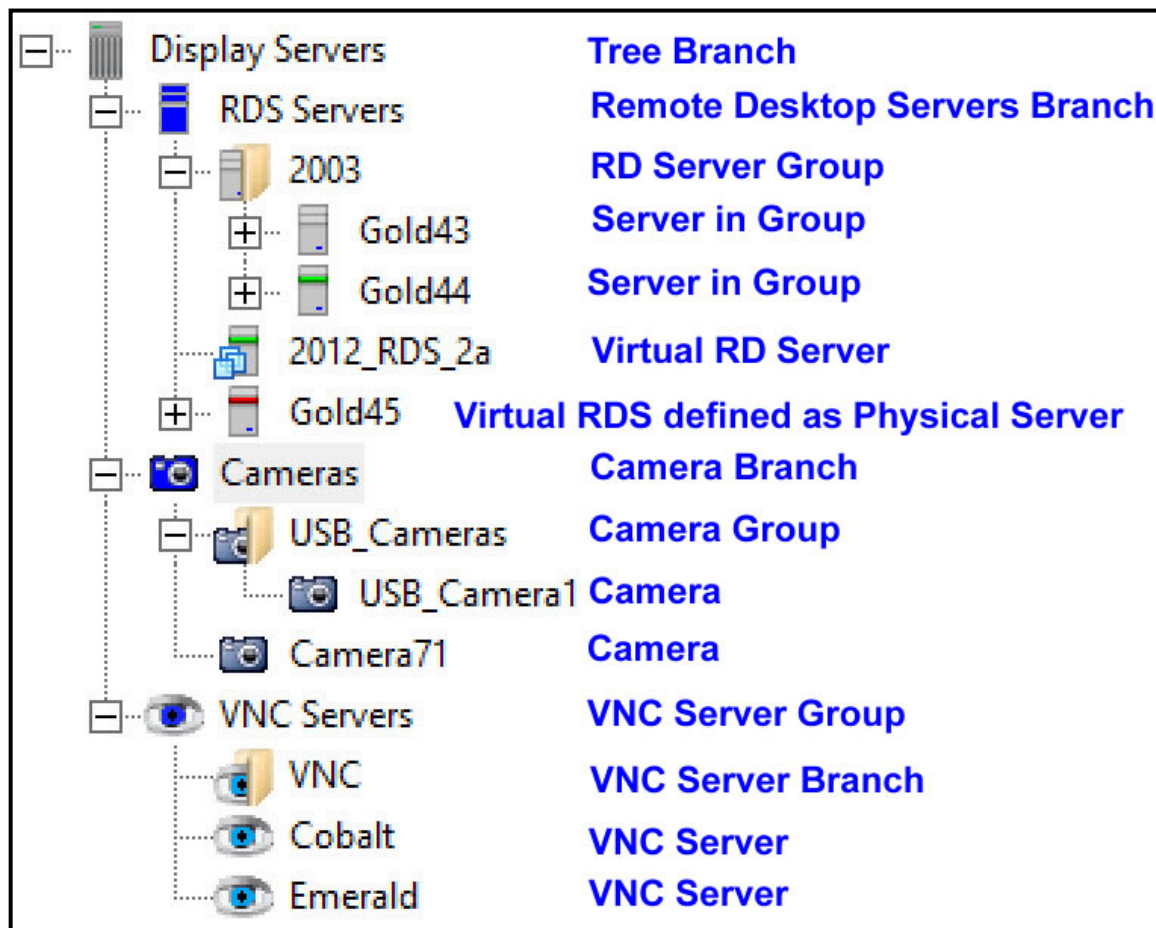 Display Servers Tree Branch
RDS Servers Remote Desktop Servers Branch
2003 RD Server Group
Gold43 Server in Group
Gold44 Server in Group
2012_RDS_2a Virtual RD Server
Gold45 Virtual RDS defined as Physical Server
Cameras Camera Branch
USB_Cameras Camera Group
USB_Camera1 Camera
Camera71 Camera
VNC Servers VNC Server Group
VNC VNC Server Branch
Cobalt VNC Server
Emerald VNC Server